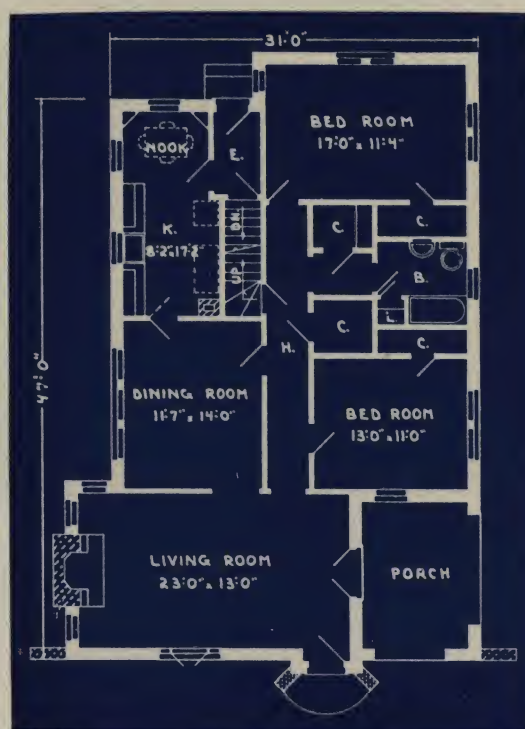 31'-0"
BED ROOM
17'-0" x 11'-4"
NOOK
E.
K.
8'-2" x 17'-2
DN.
UP
C.
C.
B.
L.
C.
C.
H.
47'-0"
DINING ROOM
11'-7" x 14'-0"
BED ROOM
13'-0" x 11'-0"
LIVING ROOM
23'-0" x 13'-0"
PORCH